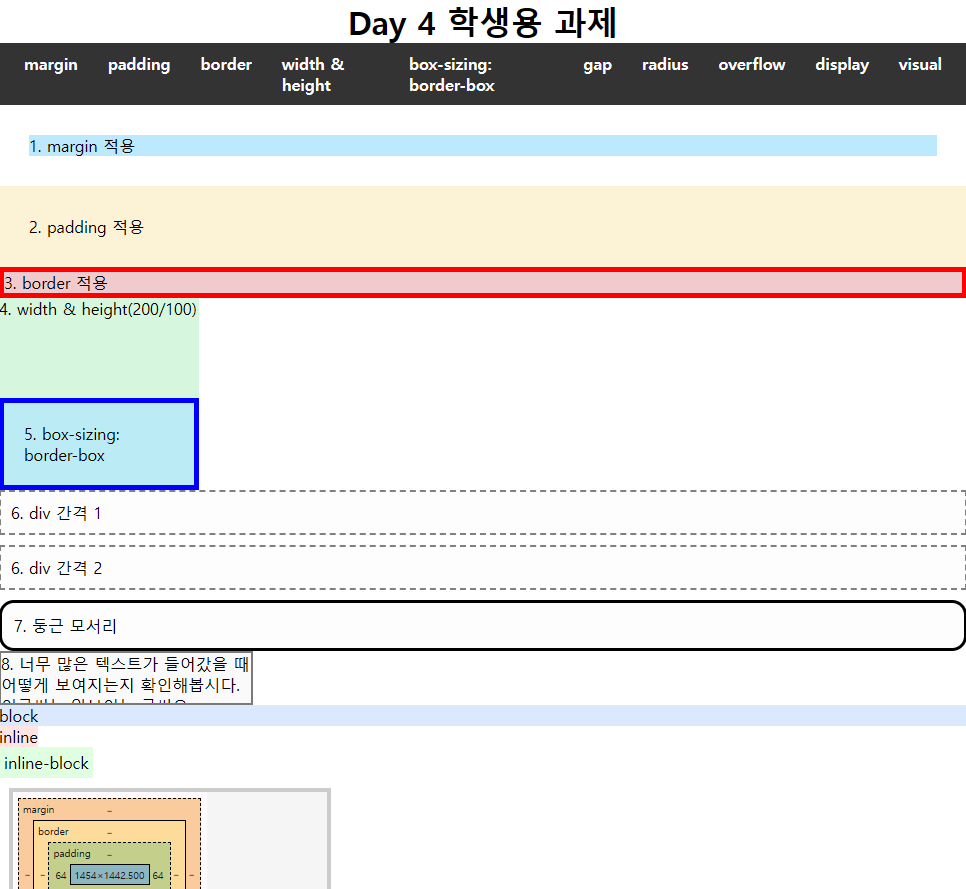 Day 4 학생용 과제
margin padding border width & height box-sizing: border-box gap radius overflow display visual
1. margin 적용
2. padding 적용
3. border 적용
4. width & height(200/100)
5. box-sizing:
border-box
6. div 간격 1
6. div 간격 2
7. 둥근 모서리
8. 너무 많은 텍스트가 들어갔을 때
어떻게 보여지는지 확인해봅시다.
block
inline
inline-block
margin –
border –
padding –
– – 64 1454×1442.500 64 – –